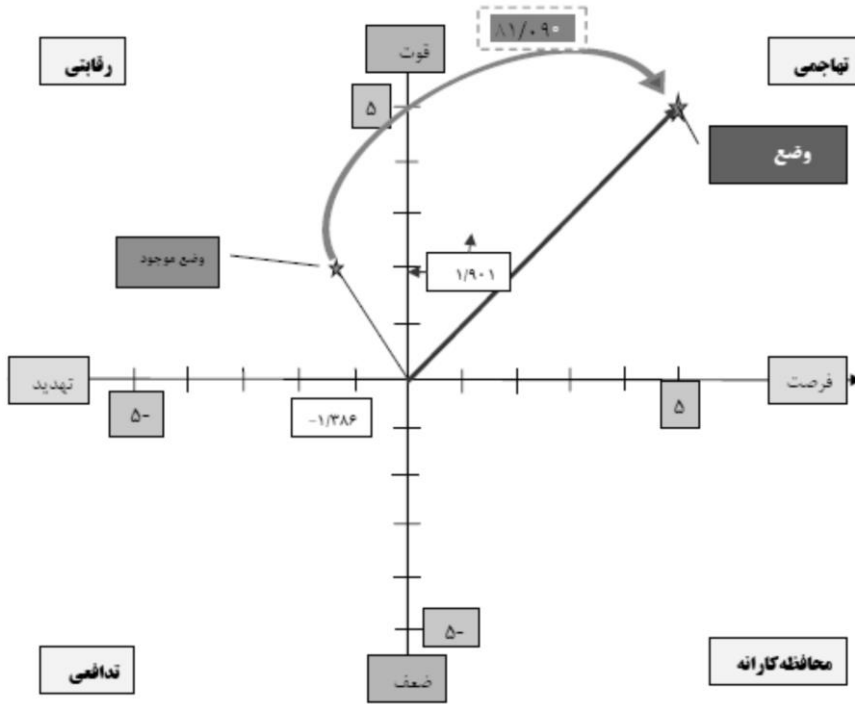 ۸۱/۰۹۰
قوت
رقابتی
تهاجمی
۵
وضع
وضع موجود
۱/۹۰۱
تهدید
فرصت
-۵
-۱/۳۸۶
۵
-۵
تدافعی
ضعف
محافظه‌کارانه